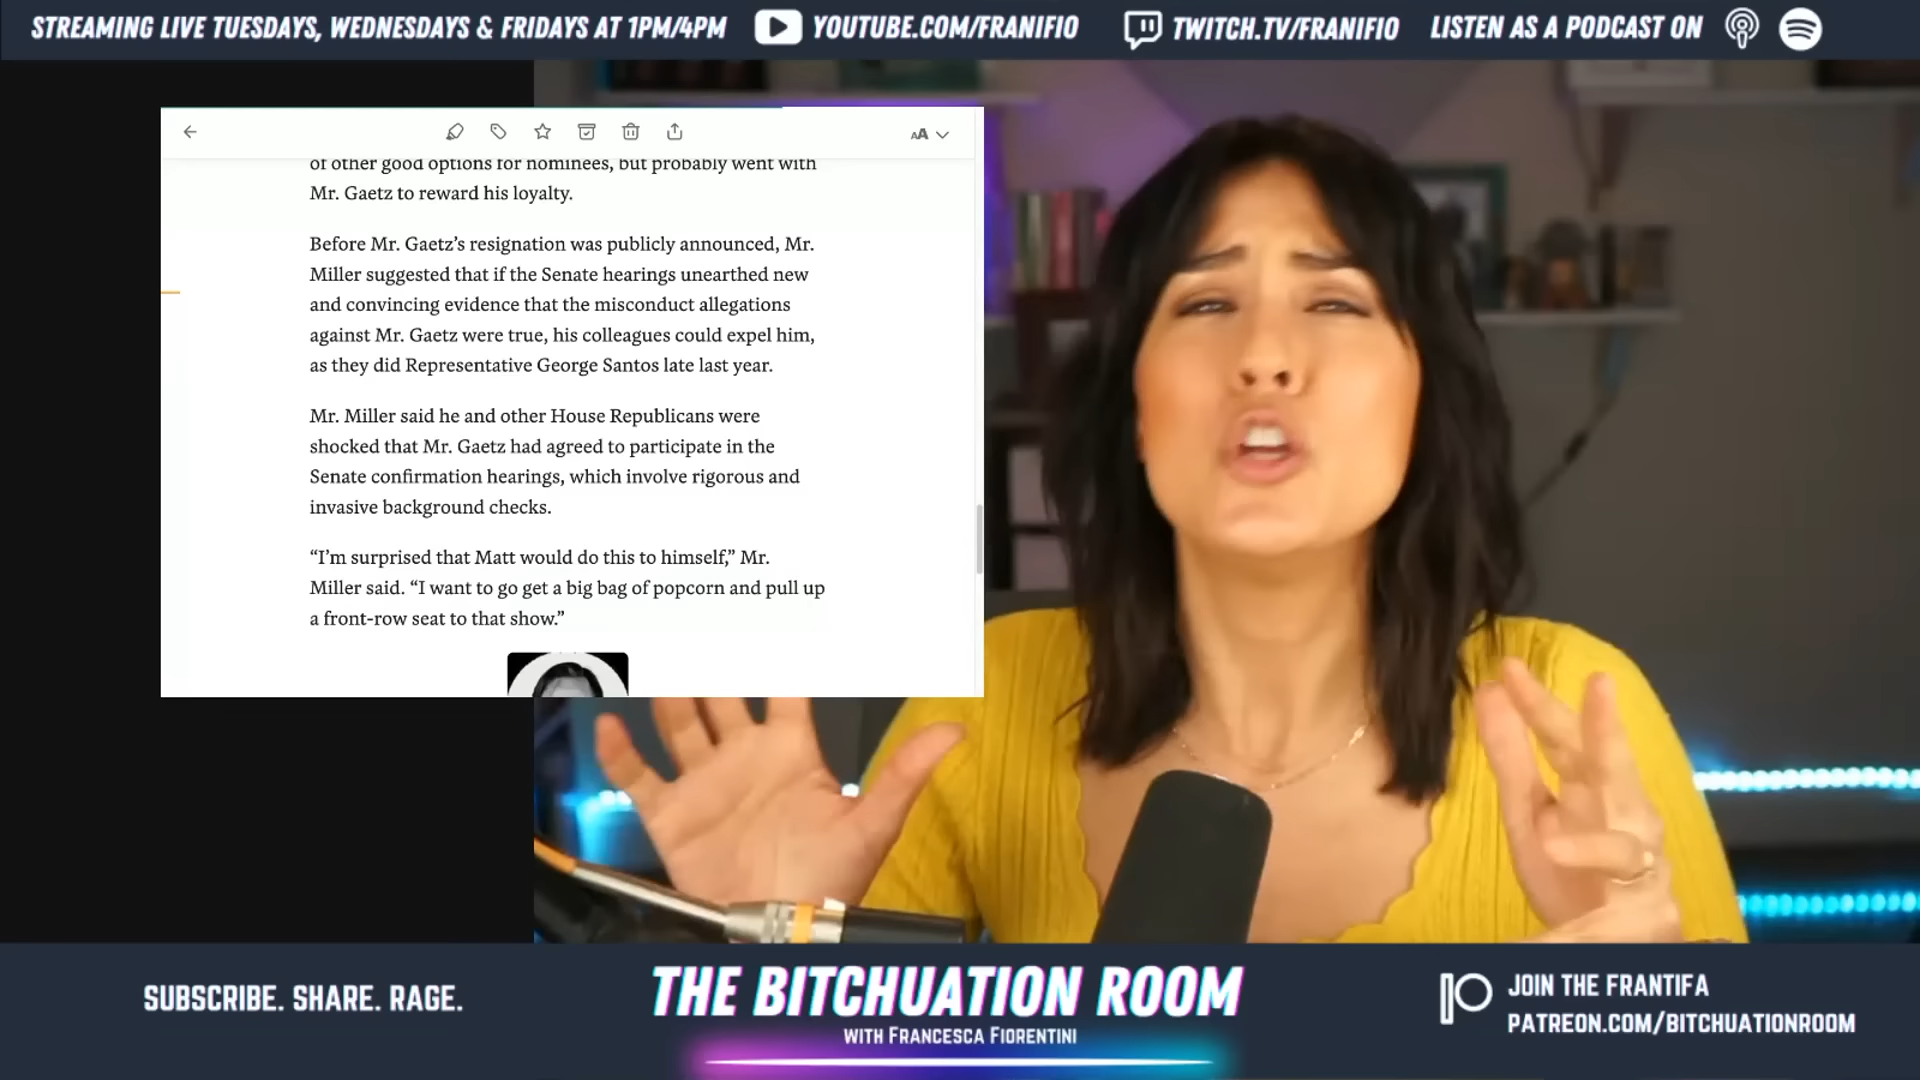 STREAMING LIVE TUESDAYS, WEDNESDAYS & FRIDAYS AT 1PM/4PM
YOUTUBE.COM/FRANIFIO
TWITCH.TV/FRANIFIO
LISTEN AS A PODCAST ON
AA
of other good options for nominees, but probably went with
Mr. Gaetz to reward his loyalty.
Before Mr. Gaetz’s resignation was publicly announced, Mr.
Miller suggested that if the Senate hearings unearthed new
and convincing evidence that the misconduct allegations
against Mr. Gaetz were true, his colleagues could expel him,
as they did Representative George Santos late last year.
Mr. Miller said he and other House Republicans were
shocked that Mr. Gaetz had agreed to participate in the
Senate confirmation hearings, which involve rigorous and
invasive background checks.
“I’m surprised that Matt would do this to himself,” Mr.
Miller said. “I want to go get a big bag of popcorn and pull up
a front-row seat to that show.”
SUBSCRIBE. SHARE. RAGE.
THE BITCHUATION ROOM
WITH FRANCESCA FIORENTINI
JOIN THE FRANTIFA
PATREON.COM/BITCHUATIONROOM